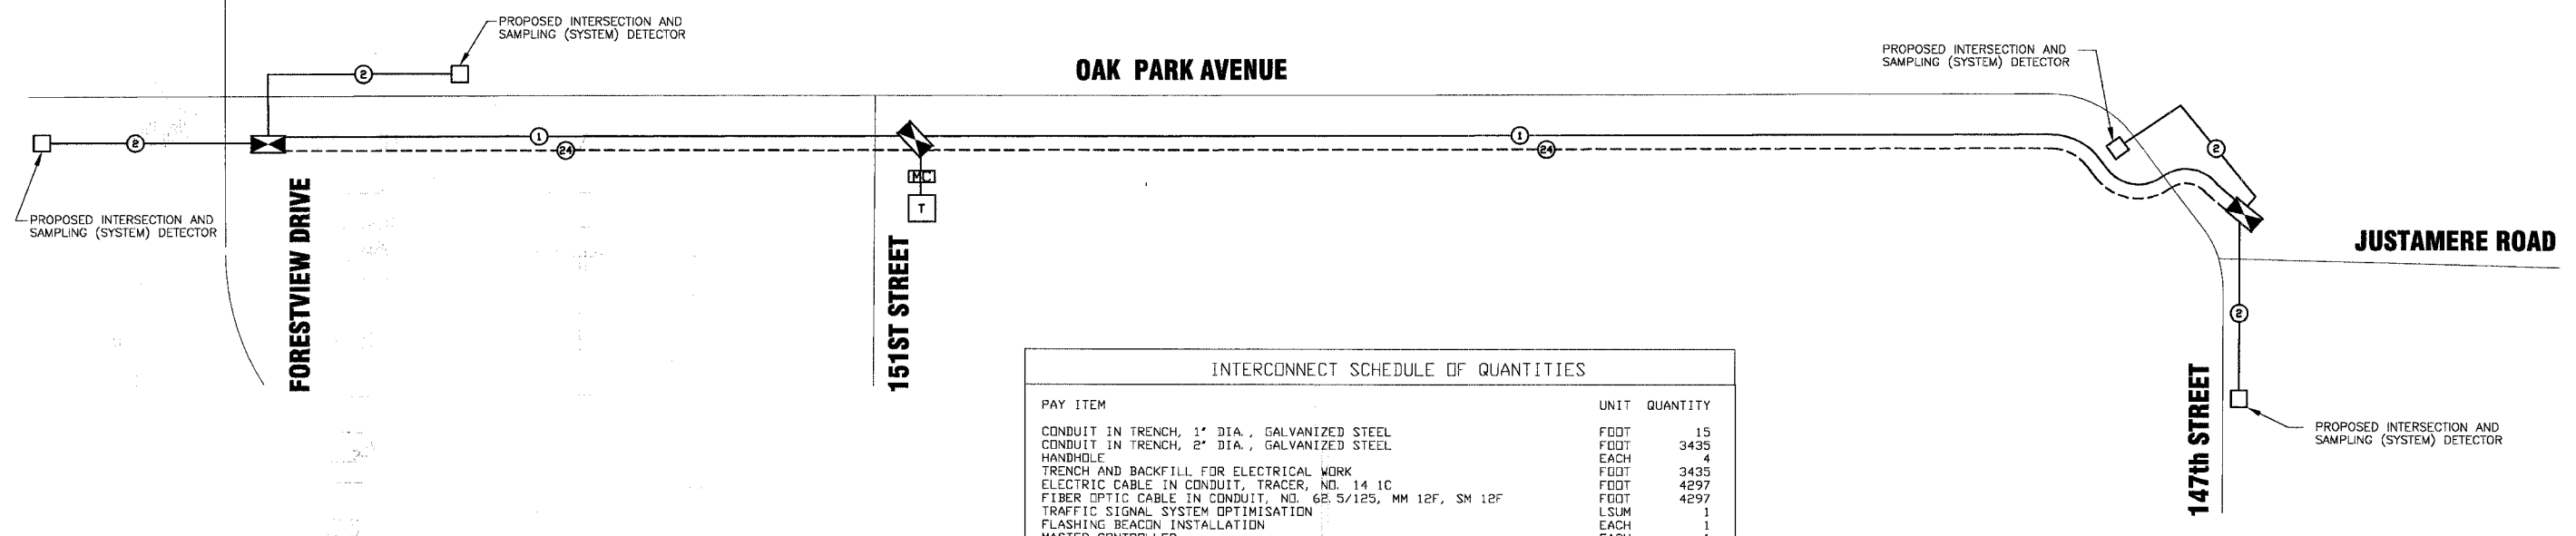 PROPOSED INTERSECTION AND
SAMPLING (SYSTEM) DETECTOR
OAK PARK AVENUE
PROPOSED INTERSECTION AND
SAMPLING (SYSTEM) DETECTOR
2
2
1
24
1
24
2
MC
T
PROPOSED INTERSECTION AND
SAMPLING (SYSTEM) DETECTOR
FORESTVIEW DRIVE
151ST STREET
JUSTAMERE ROAD
2
147th STREET
PROPOSED INTERSECTION AND
SAMPLING (SYSTEM) DETECTOR
INTERCONNECT SCHEDULE OF QUANTITIES
PAY ITEM UNIT QUANTITY
CONDUIT IN TRENCH, 1" DIA., GALVANIZED STEEL FOOT 15
CONDUIT IN TRENCH, 2" DIA., GALVANIZED STEEL FOOT 3435
HANDHOLE EACH 4
TRENCH AND BACKFILL FOR ELECTRICAL WORK FOOT 3435
ELECTRIC CABLE IN CONDUIT, TRACER, NO. 14 1C FOOT 4297
FIBER OPTIC CABLE IN CONDUIT, NO. 62.5/125, MM 12F, SM 12F FOOT 4297
TRAFFIC SIGNAL SYSTEM OPTIMISATION LSUM 1
FLASHING BEACON INSTALLATION EACH 1